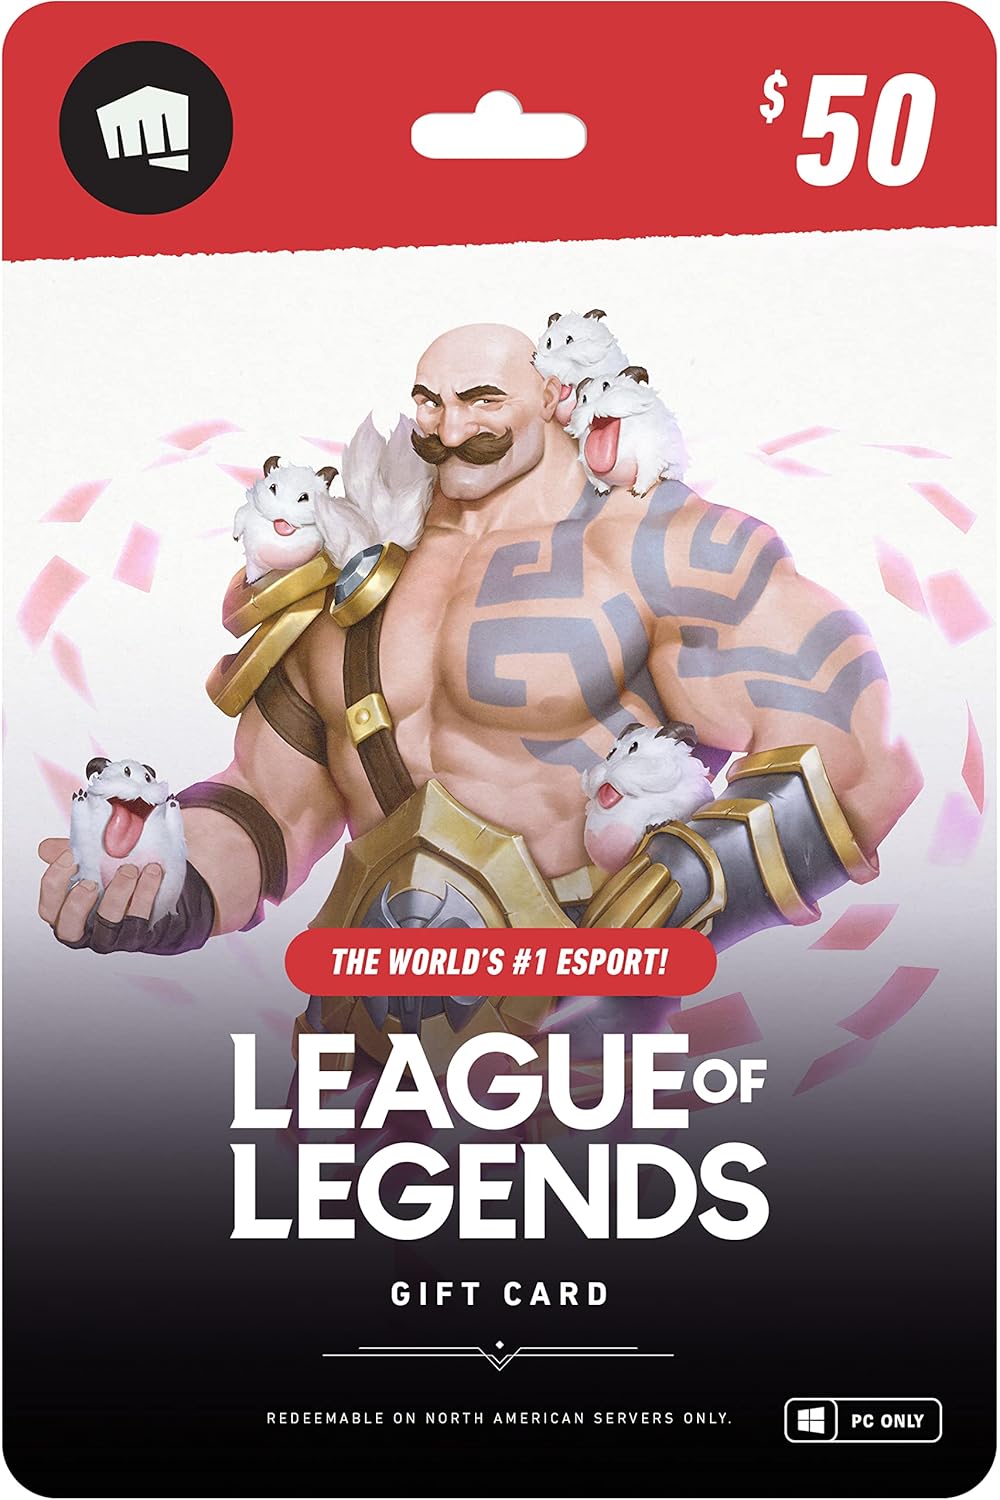 $50
THE WORLD'S #1 ESPORT!
LEAGUE OF
LEGENDS
GIFT CARD
REDEEMABLE ON NORTH AMERICAN SERVERS ONLY.
PC ONLY